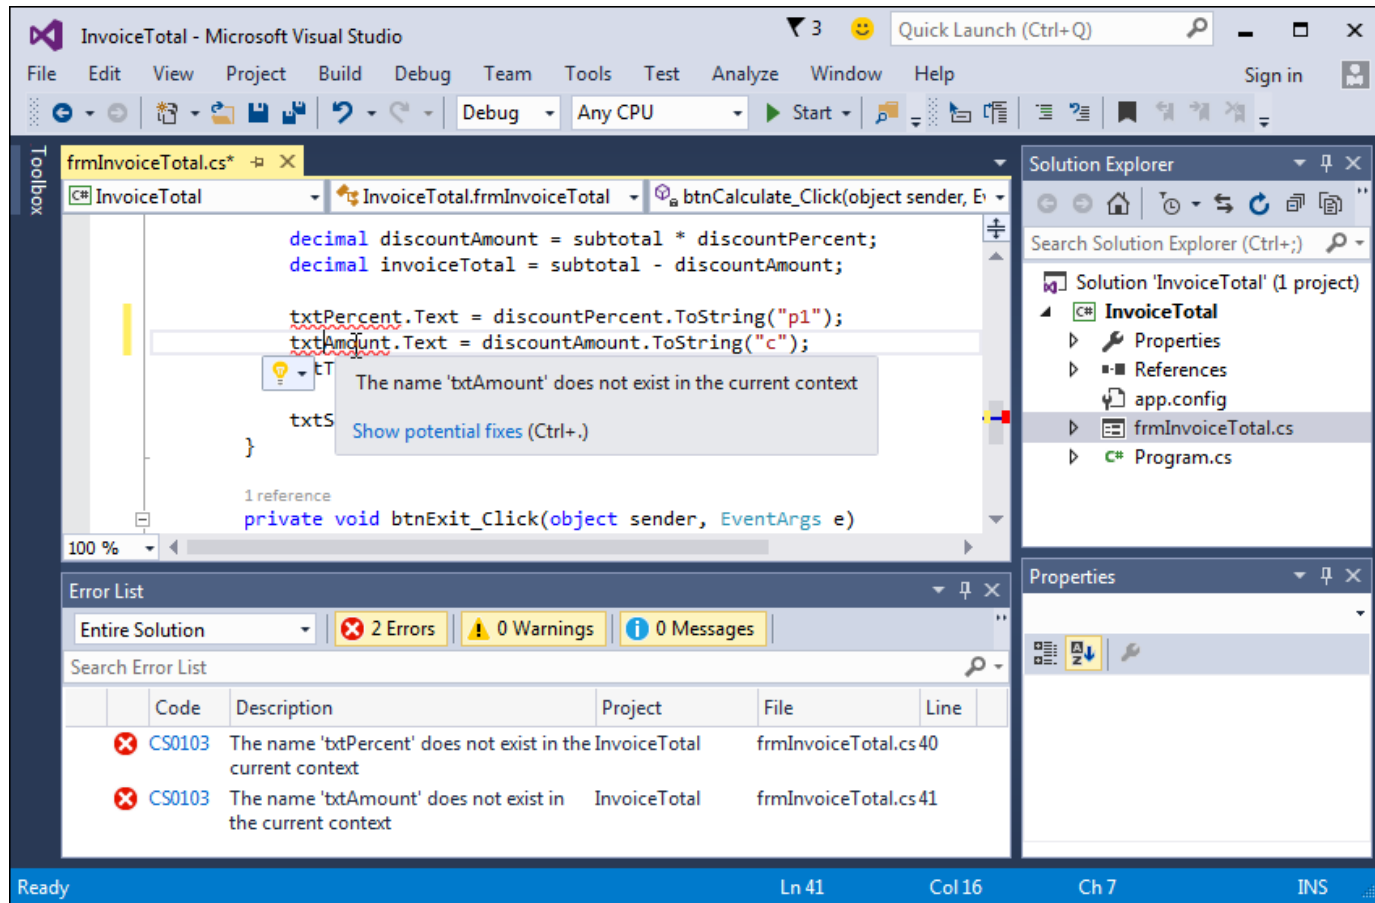 InvoiceTotal - Microsoft Visual Studio
3
Quick Launch (Ctrl+Q)
File Edit View Project Build Debug Team Tools Test Analyze Window Help
Sign in
Debug
Any CPU
Start
Toolbox
frmInvoiceTotal.cs*
C# InvoiceTotal
InvoiceTotal.frmInvoiceTotal
btnCalculate_Click(object sender, E
decimal discountAmount = subtotal * discountPercent;
decimal invoiceTotal = subtotal - discountAmount;
txtPercent.Text = discountPercent.ToString("p1");
txtAmount.Text = discountAmount.ToString("c");
tT
The name 'txtAmount' does not exist in the current context
txtS
Show potential fixes (Ctrl+.)
}
1 reference
private void btnExit_Click(object sender, EventArgs e)
100 %
Solution Explorer
Search Solution Explorer (Ctrl+;)
Solution 'InvoiceTotal' (1 project)
C# InvoiceTotal
Properties
References
app.config
frmInvoiceTotal.cs
C# Program.cs
Error List
Entire Solution
2 Errors
0 Warnings
0 Messages
Search Error List
Code Description Project File Line
CS0103 The name 'txtPercent' does not exist in the InvoiceTotal frmInvoiceTotal.cs 40
current context
CS0103 The name 'txtAmount' does not exist in InvoiceTotal frmInvoiceTotal.cs 41
the current context
Properties
Ready
Ln 41
Col 16
Ch 7
INS